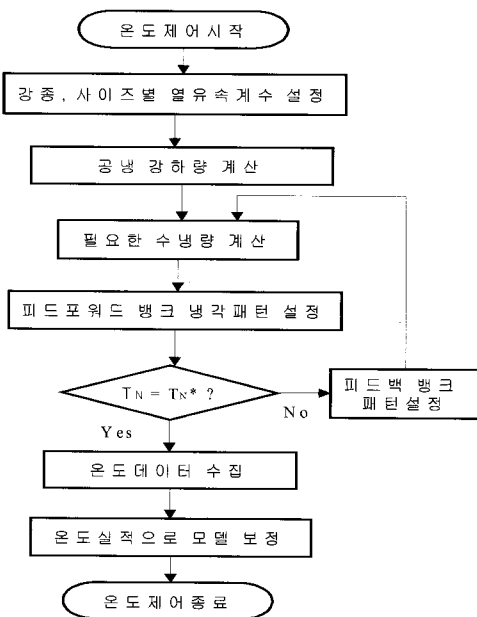 온도제어시작
강종, 사이즈별 열유속계수 설정
공냉 강하량 계산
필요한 수냉량 계산
피드포워드 뱅크 냉각패턴 설정
TN = TN* ?
No
피드백 뱅크
패턴설정
Yes
온도데이터 수집
온도실적으로 모델 보정
온도제어종료